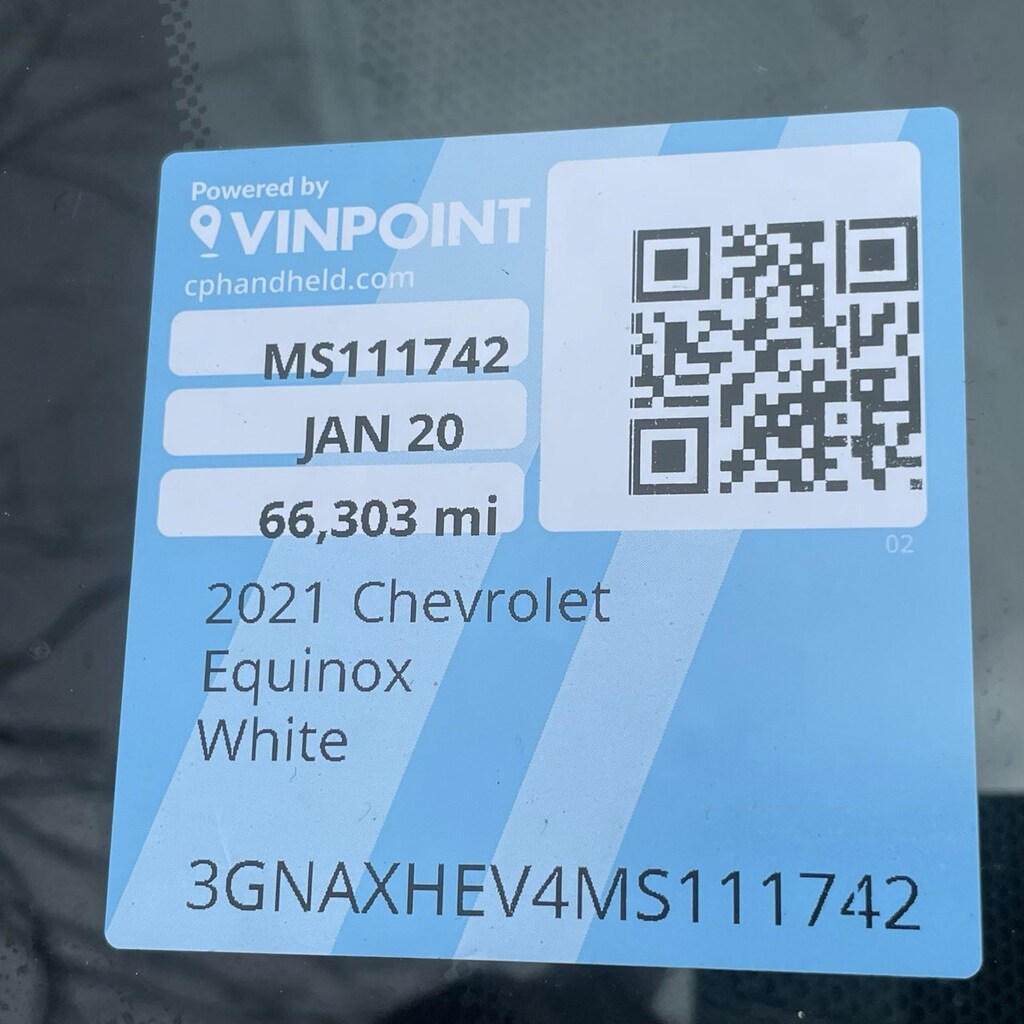 Powered by
VINPOINT
cphandheld.com
MS111742
JAN 20
66,303 mi
02
2021 Chevrolet
Equinox
White
3GNAXHEV4MS111742